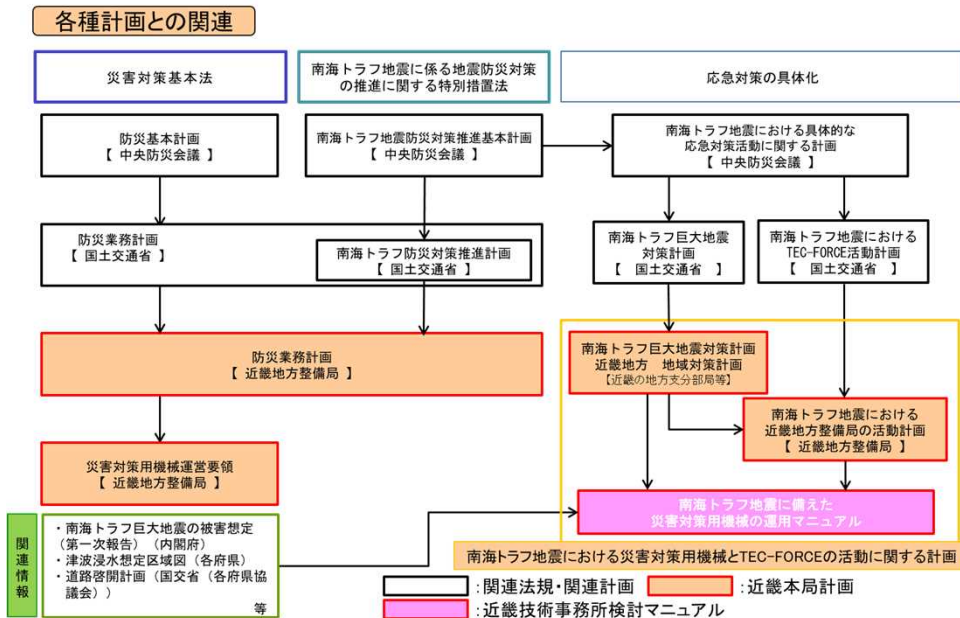 各種計画との関連
災害対策基本法
南海トラフ地震に係る地震防災対策
の推進に関する特別措置法
応急対策の具体化
防災基本計画
【 中央防災会議 】
南海トラフ地震防災対策推進基本計画
【 中央防災会議 】
南海トラフ地震における具体的な
応急対策活動に関する計画
【 中央防災会議 】
防災業務計画
【 国土交通省 】
南海トラフ防災対策推進計画
【 国土交通省 】
南海トラフ巨大地震
対策計画
【　国土交通省　】
南海トラフ地震における
TEC-FORCE活動計画
【　国土交通省　】
防災業務計画
【 近畿地方整備局 】
南海トラフ巨大地震対策計画
近畿地方　地域対策計画
【近畿の地方支分部局等】
南海トラフ地震における
近畿地方整備局の活動計画
【 近畿地方整備局 】
災害対策用機械運営要領
【 近畿地方整備局 】
南海トラフ地震に備えた
災害対策用機械の運用マニュアル
南海トラフ地震における災害対策用機械とTEC-FORCEの活動に関する計画
関連情報
・南海トラフ巨大地震の被害想定
（第一次報告）（内閣府）
・津波浸水想定区域図（各府県）
・道路啓開計画（国交省（各府県協
議会））
等
：関連法規・関連計画
：近畿本局計画
：近畿技術事務所検討マニュアル